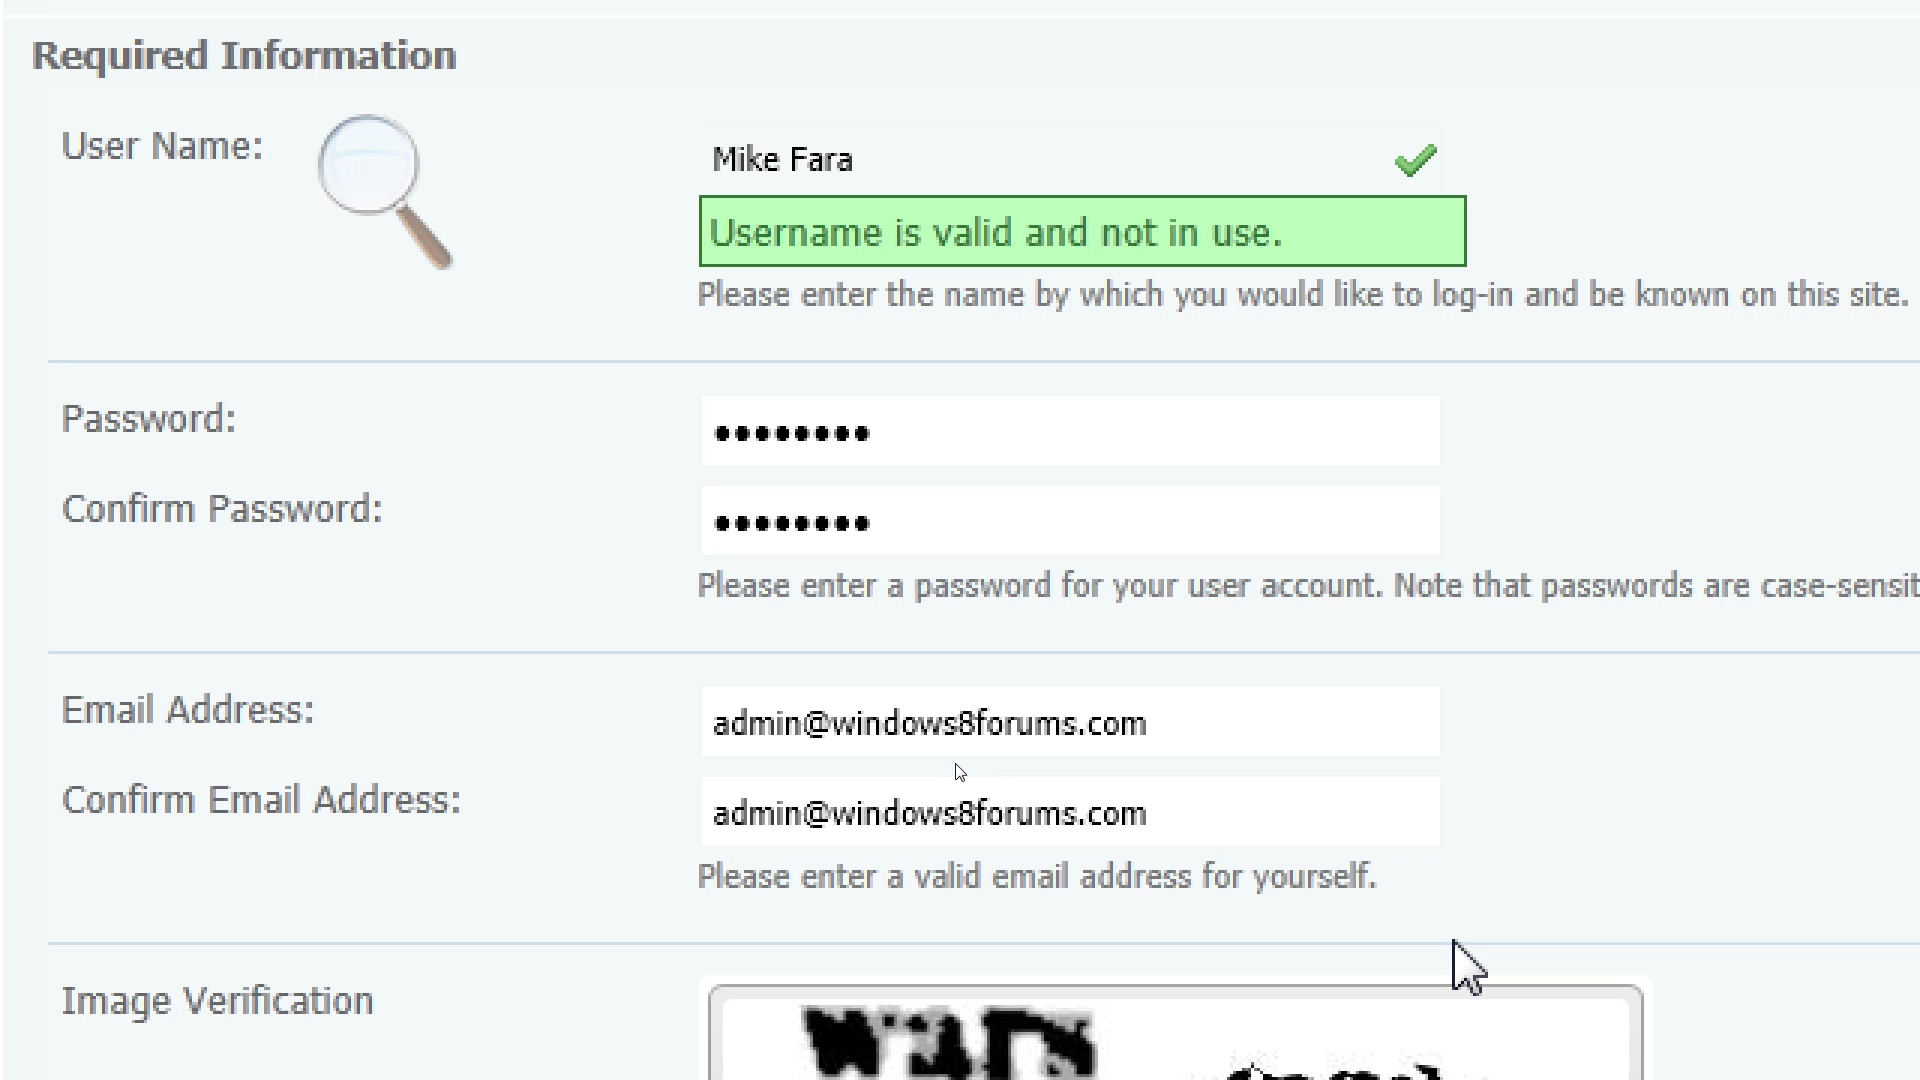 Required Information
User Name:
Mike Fara
Username is valid and not in use.
Please enter the name by which you would like to log-in and be known on this site.
Password:
••••••••
Confirm Password:
••••••••
Please enter a password for your user account. Note that passwords are case-sensit
Email Address:
admin@windows8forums.com
Confirm Email Address:
admin@windows8forums.com
Please enter a valid email address for yourself.
Image Verification